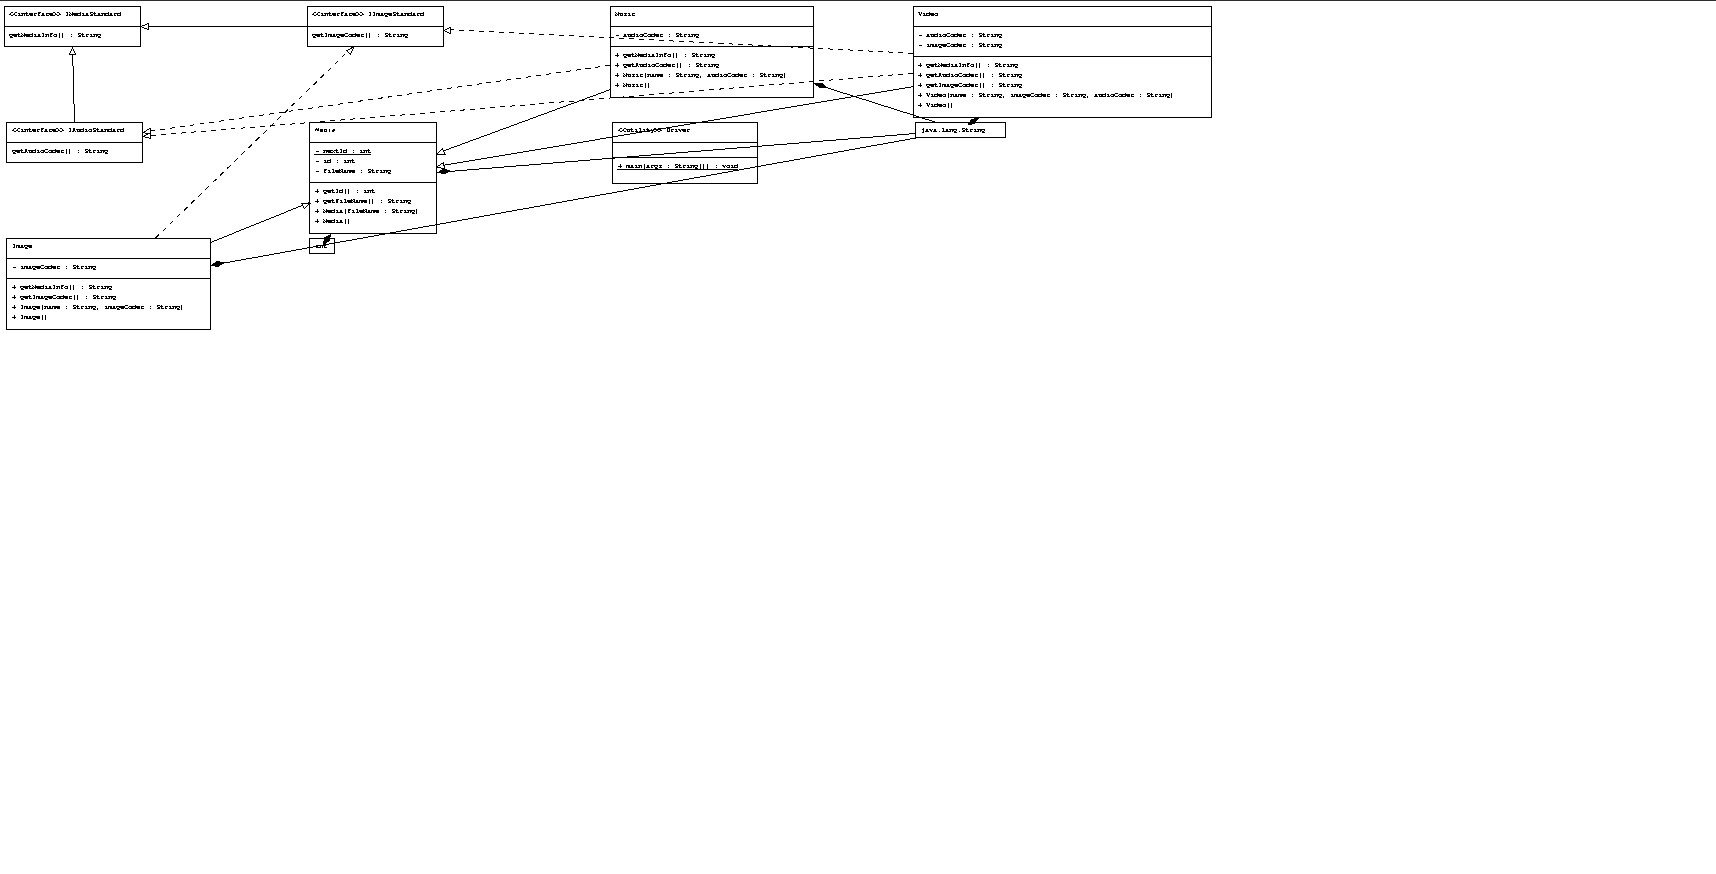 <<interface>> IMediaStandard
getMediaInfo() : String
<<interface>> IImageStandard
getImageCodec() : String
Music
- audioCodec : String
+ getMediaInfo() : String
+ getAudioCodec() : String
+ Music(name : String, audioCodec : String)
+ Music()
Video
- audioCodec : String
- imageCodec : String
+ getMediaInfo() : String
+ getAudioCodec() : String
+ getImageCodec() : String
+ Video(name : String, imageCodec : String, audioCodec : String)
+ Video()
<<interface>> IAudioStandard
getAudioCodec() : String
Media
- nextId : int
- id : int
- fileName : String
+ getId() : int
+ getFileName() : String
+ Media(fileName : String)
+ Media()
<<utility>> Driver
+ main(args : String[]) : void
java.lang.String
int
Image
- imageCodec : String
+ getMediaInfo() : String
+ getImageCodec() : String
+ Image(name : String, imageCodec : String)
+ Image()